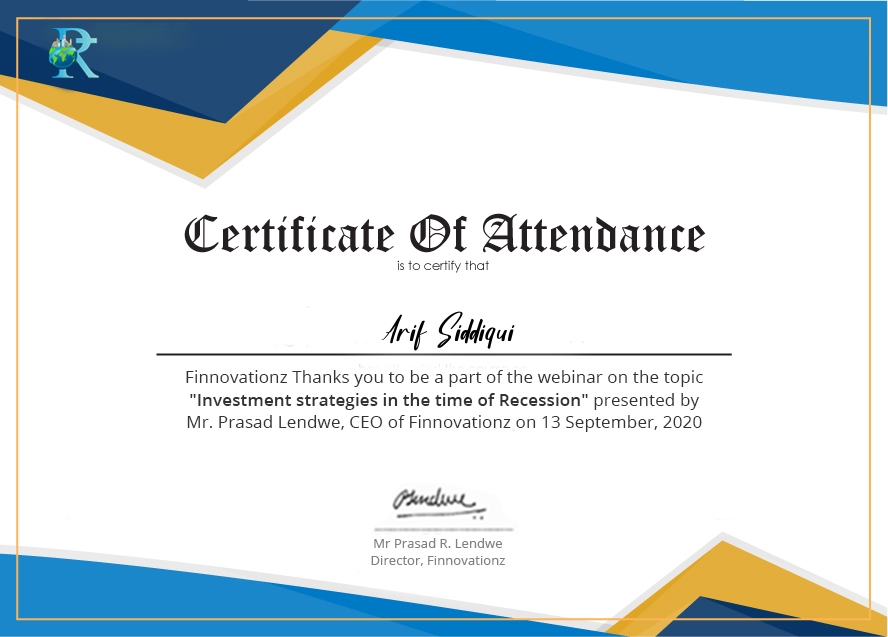 Certificate Of Attendance
is to certify that
Arif Siddiqui
Finnovationz Thanks you to be a part of the webinar on the topic
"Investment strategies in the time of Recession" presented by
Mr. Prasad Lendwe, CEO of Finnovationz on 13 September, 2020
Mr Prasad R. Lendwe
Director, Finnovationz